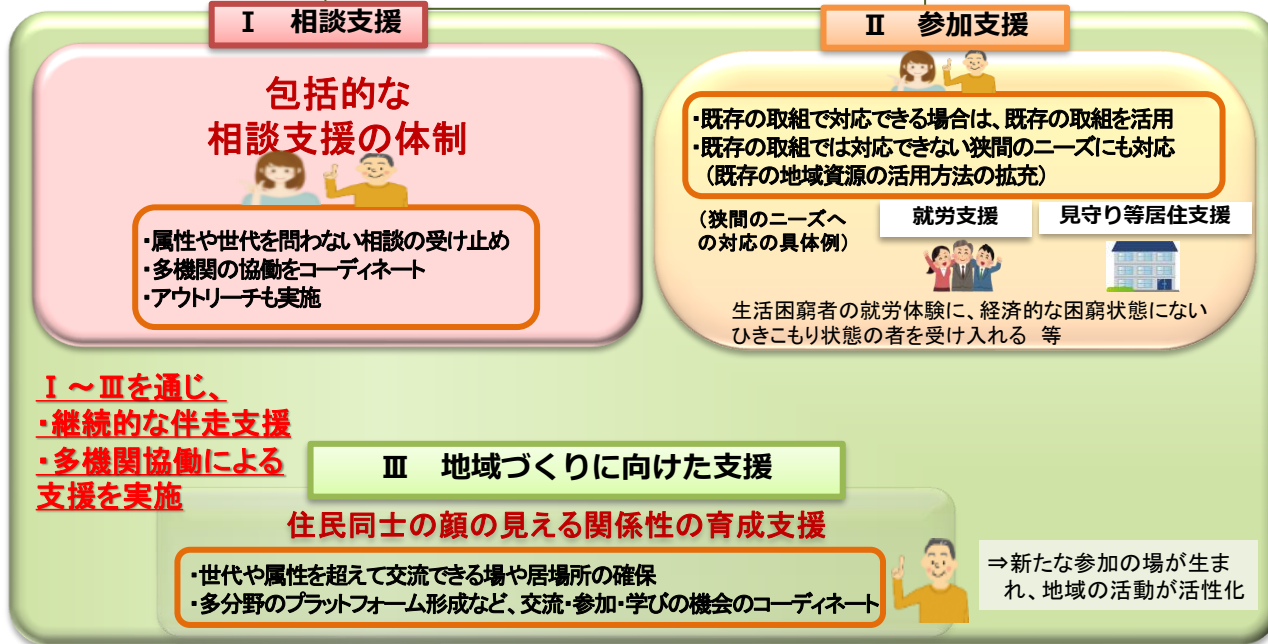 Ⅰ　相談支援
包括的な
相談支援の体制
・属性や世代を問わない相談の受け止め
・多機関の協働をコーディネート
・アウトリーチも実施
Ⅱ　参加支援
・既存の取組で対応できる場合は、既存の取組を活用
・既存の取組では対応できない狭間のニーズにも対応
（既存の地域資源の活用方法の拡充）
（狭間のニーズへ
の対応の具体例）
就労支援
見守り等居住支援
生活困窮者の就労体験に、経済的な困窮状態にない
ひきこもり状態の者を受け入れる　等
Ⅰ～Ⅲを通じ、
・継続的な伴走支援
・多機関協働による
支援を実施
Ⅲ　地域づくりに向けた支援
住民同士の顔の見える関係性の育成支援
・世代や属性を超えて交流できる場や居場所の確保
・多分野のプラットフォーム形成など、交流・参加・学びの機会のコーディネート
⇒新たな参加の場が生ま
れ、地域の活動が活性化